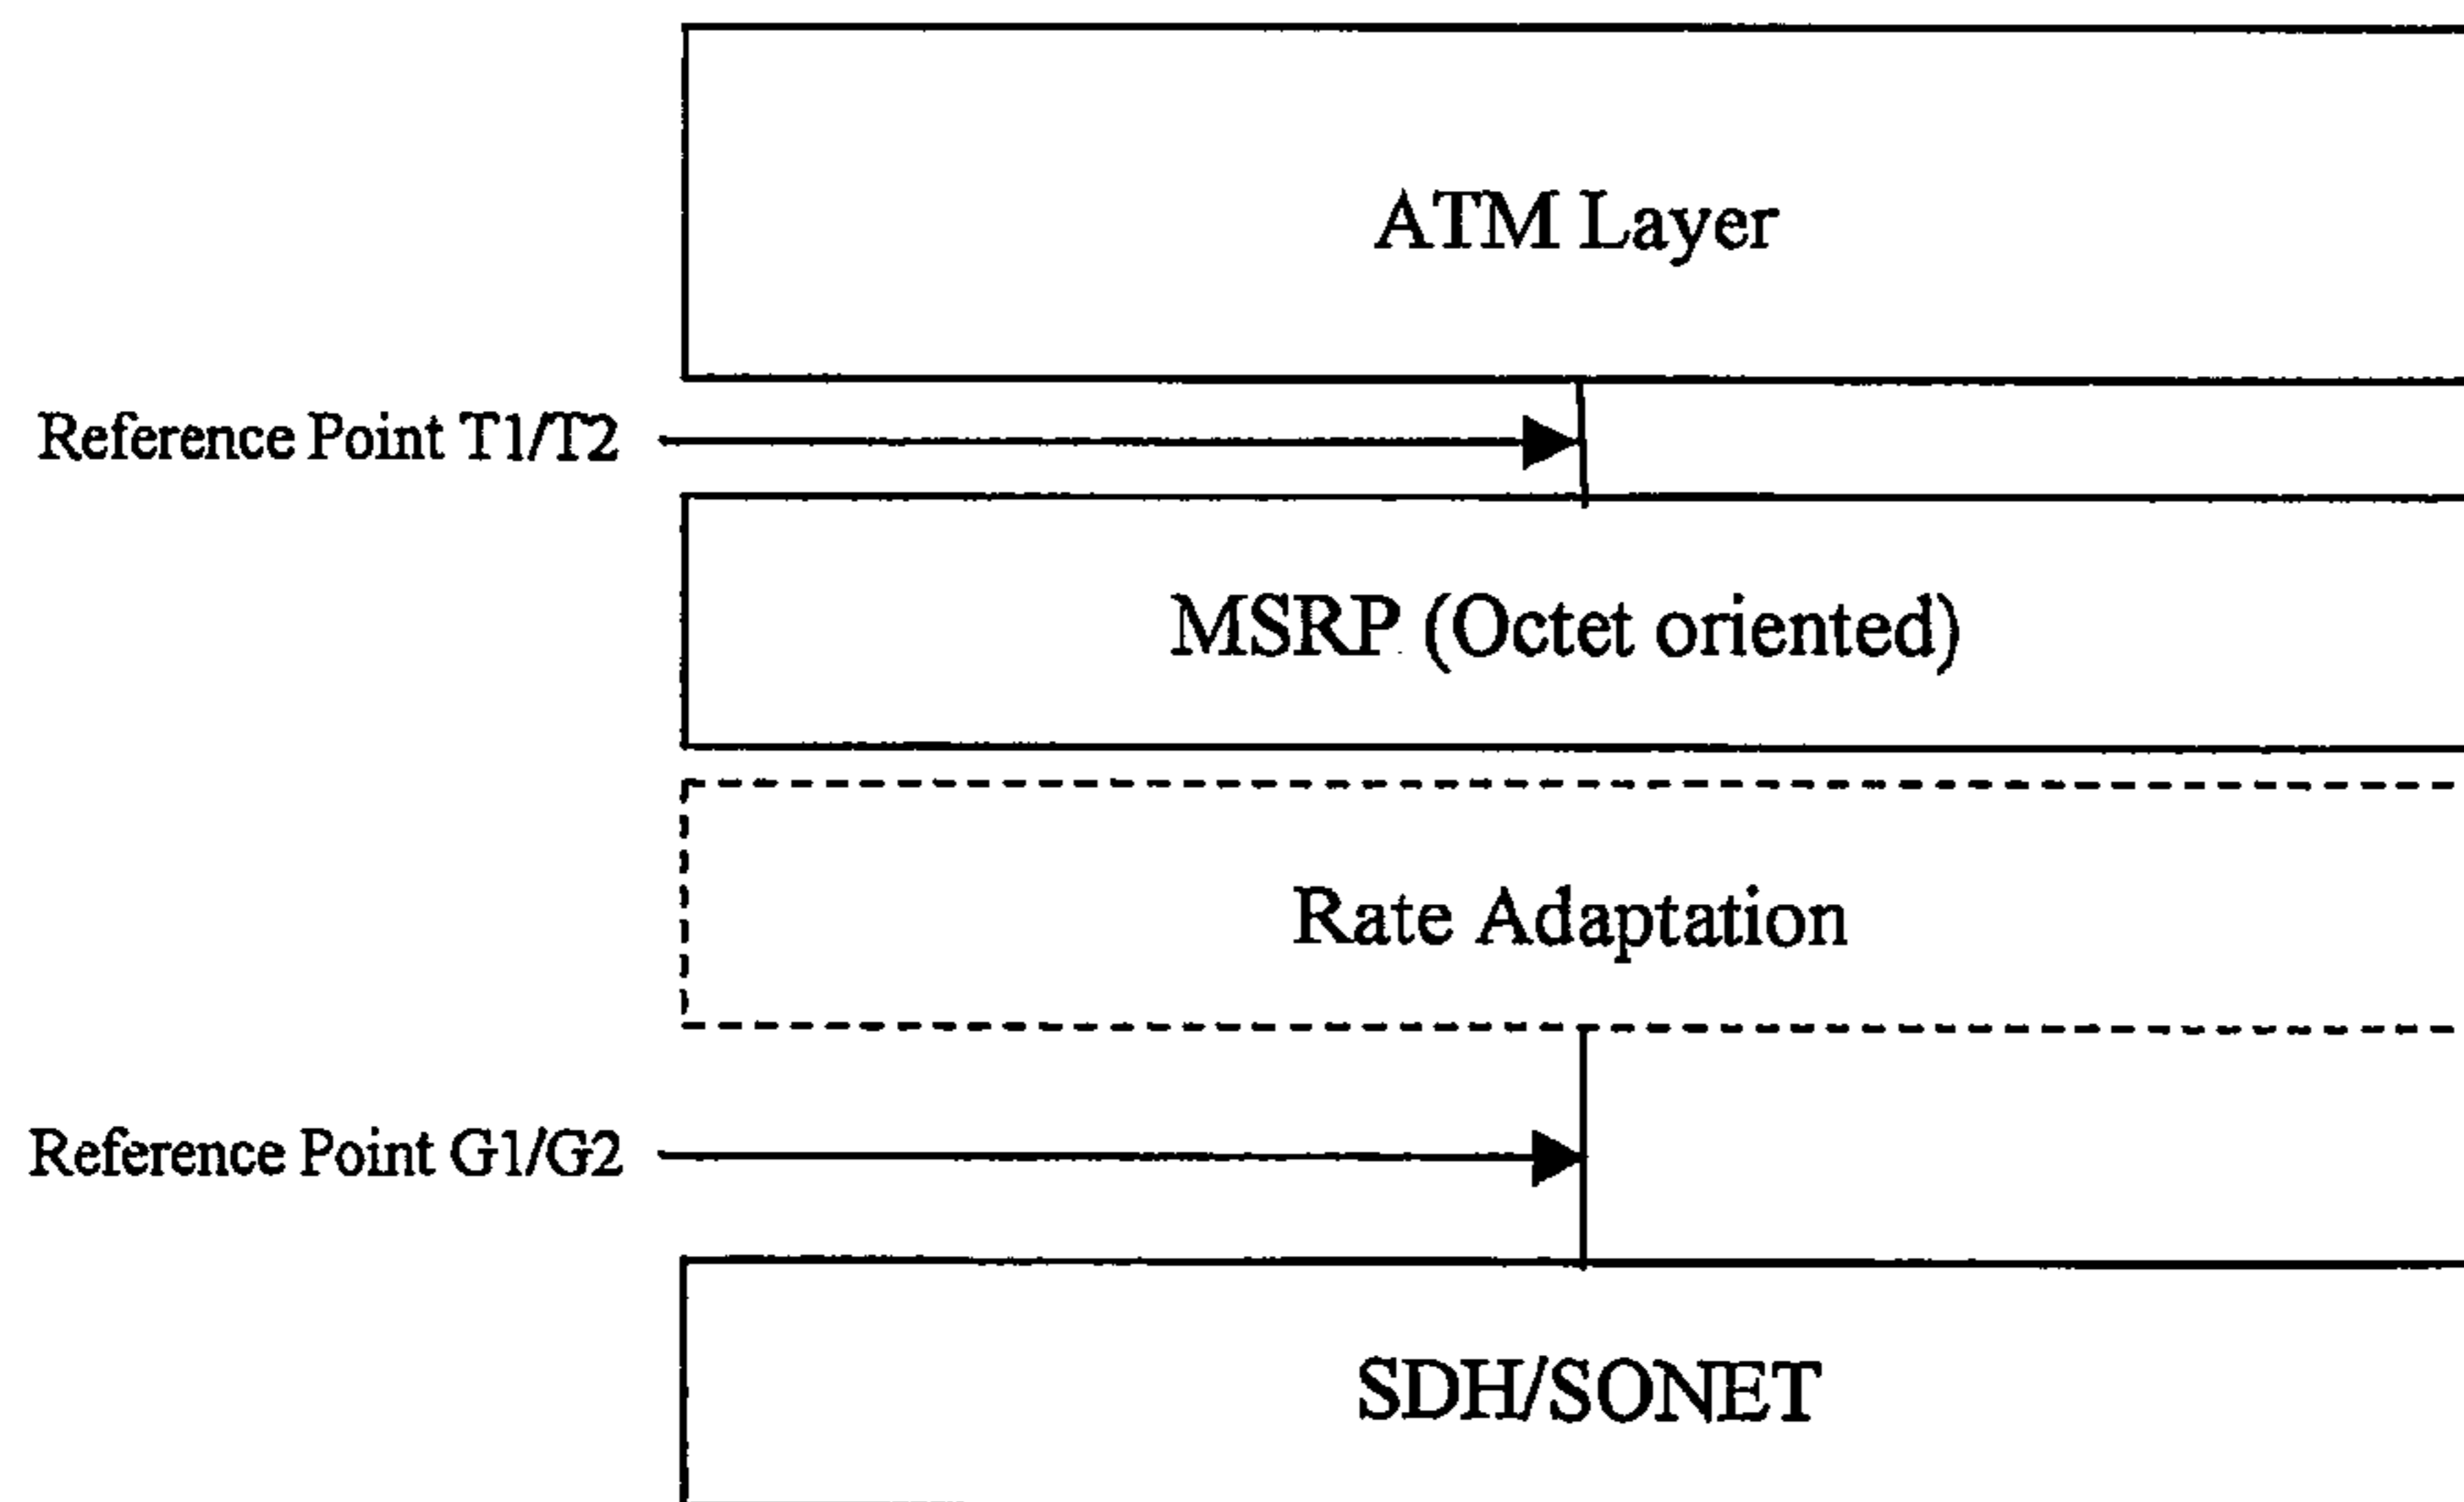 ATM Layer
Reference Point T1/T2
MSRP (Octet oriented)
Rate Adaptation
Reference Point G1/G2
SDH/SONET